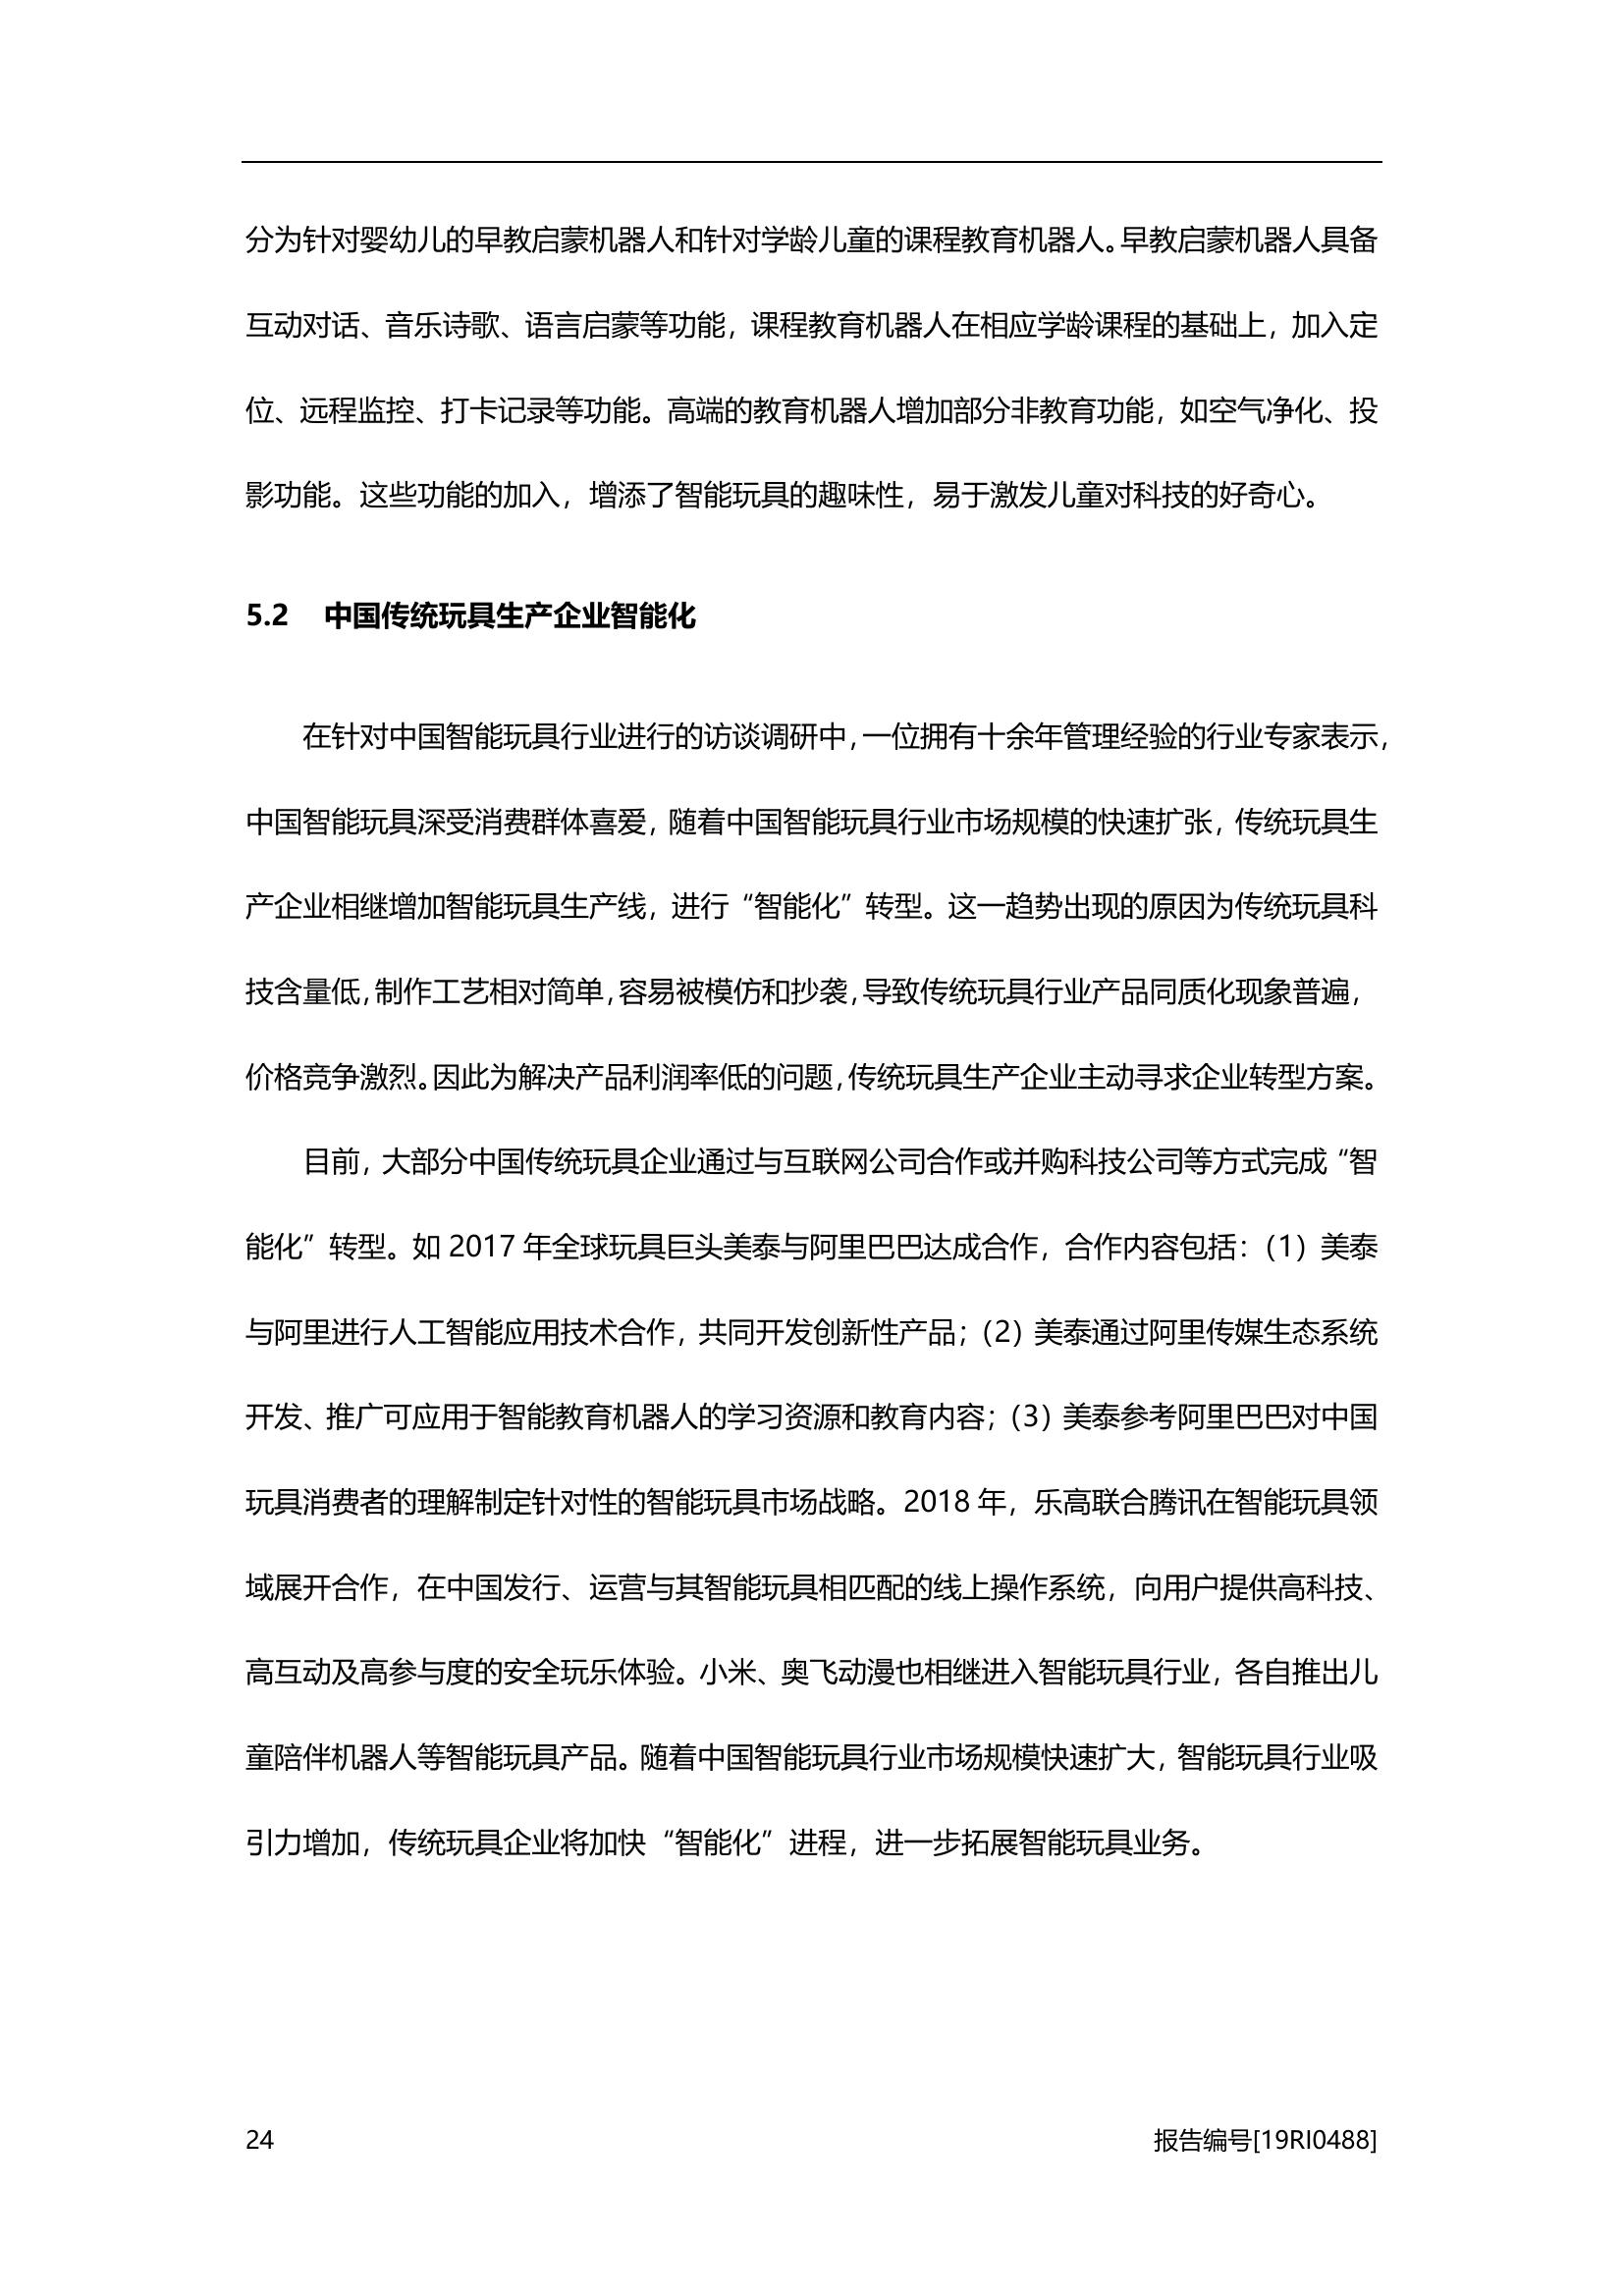 分为针对婴幼儿的早教启蒙机器人和针对学龄儿童的课程教育机器人。早教启蒙机器人具备
互动对话、音乐诗歌、语言启蒙等功能，课程教育机器人在相应学龄课程的基础上，加入定
位、远程监控、打卡记录等功能。高端的教育机器人增加部分非教育功能，如空气净化、投
影功能。这些功能的加入，增添了智能玩具的趣味性，易于激发儿童对科技的好奇心。
5.2 中国传统玩具生产企业智能化
在针对中国智能玩具行业进行的访谈调研中，一位拥有十余年管理经验的行业专家表示，
中国智能玩具深受消费群体喜爱，随着中国智能玩具行业市场规模的快速扩张，传统玩具生
产企业相继增加智能玩具生产线，进行“智能化”转型。这一趋势出现的原因为传统玩具科
技含量低，制作工艺相对简单，容易被模仿和抄袭，导致传统玩具行业产品同质化现象普遍，
价格竞争激烈。因此为解决产品利润率低的问题，传统玩具生产企业主动寻求企业转型方案。
目前，大部分中国传统玩具企业通过与互联网公司合作或并购科技公司等方式完成“智
能化”转型。如 2017 年全球玩具巨头美泰与阿里巴巴达成合作，合作内容包括：（1）美泰
与阿里进行人工智能应用技术合作，共同开发创新性产品；（2）美泰通过阿里传媒生态系统
开发、推广可应用于智能教育机器人的学习资源和教育内容；（3）美泰参考阿里巴巴对中国
玩具消费者的理解制定针对性的智能玩具市场战略。2018 年，乐高联合腾讯在智能玩具领
域展开合作，在中国发行、运营与其智能玩具相匹配的线上操作系统，向用户提供高科技、
高互动及高参与度的安全玩乐体验。小米、奥飞动漫也相继进入智能玩具行业，各自推出儿
童陪伴机器人等智能玩具产品。随着中国智能玩具行业市场规模快速扩大，智能玩具行业吸
引力增加，传统玩具企业将加快“智能化”进程，进一步拓展智能玩具业务。
24 报告编号[19RI0488]